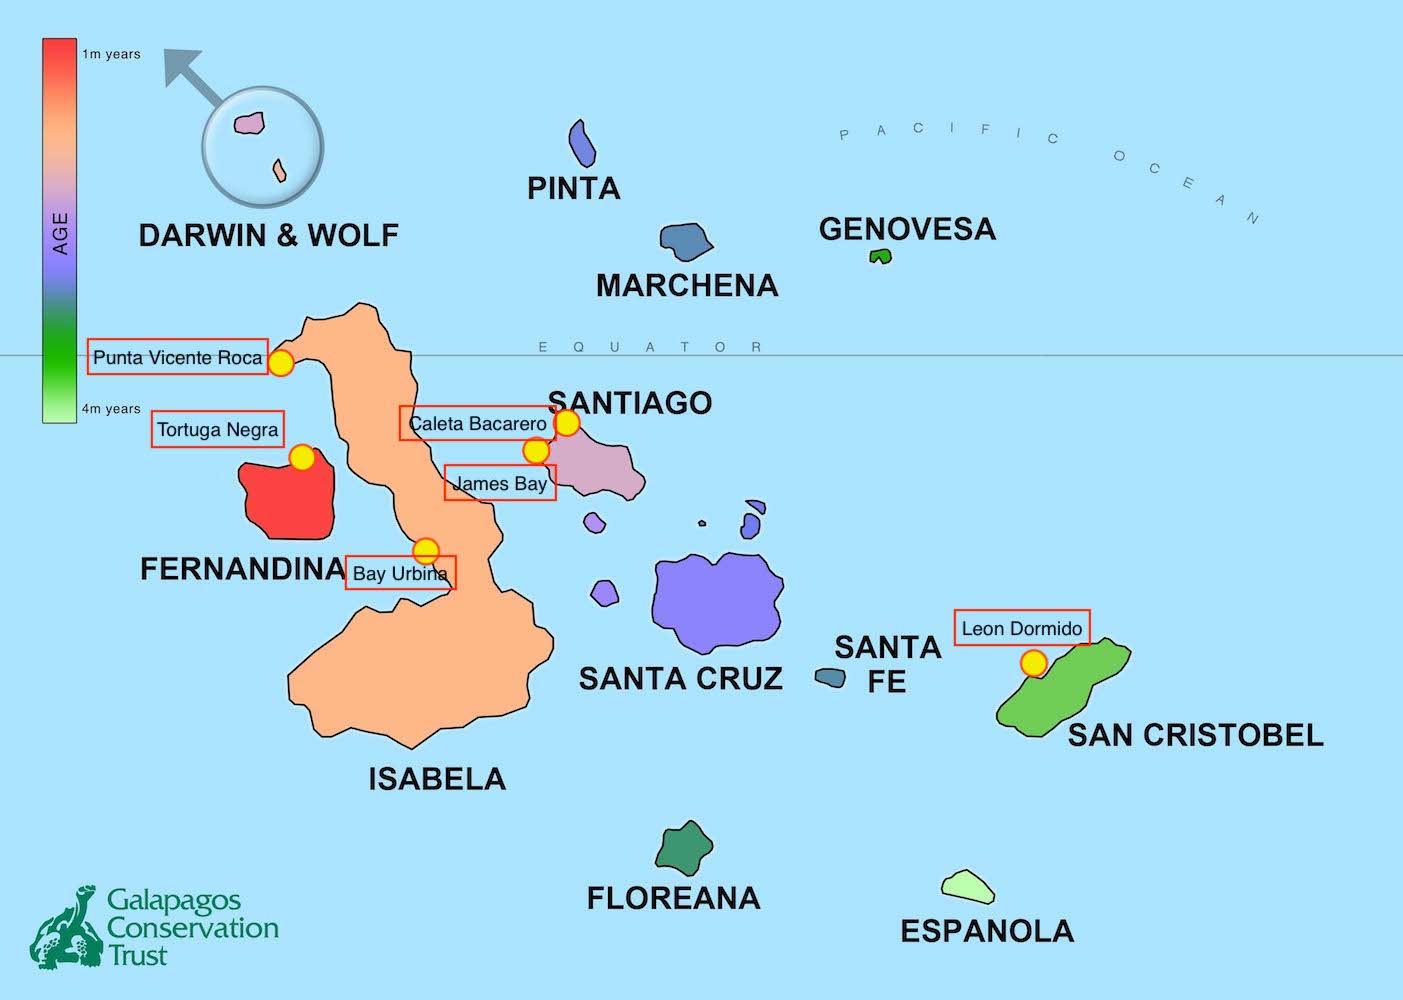 1m years
AGE
4m years
DARWIN & WOLF
PINTA
MARCHENA
GENOVESA
PACIFIC OCEAN
EQUATOR
Punta Vicente Roca
Tortuga Negra
SANTIAGO
Caleta Bacarero
James Bay
FERNANDINA
Bay Urbina
SANTA CRUZ
SANTA
FE
Leon Dormido
SAN CRISTOBEL
ISABELA
FLOREANA
ESPANOLA
Galapagos
Conservation
Trust